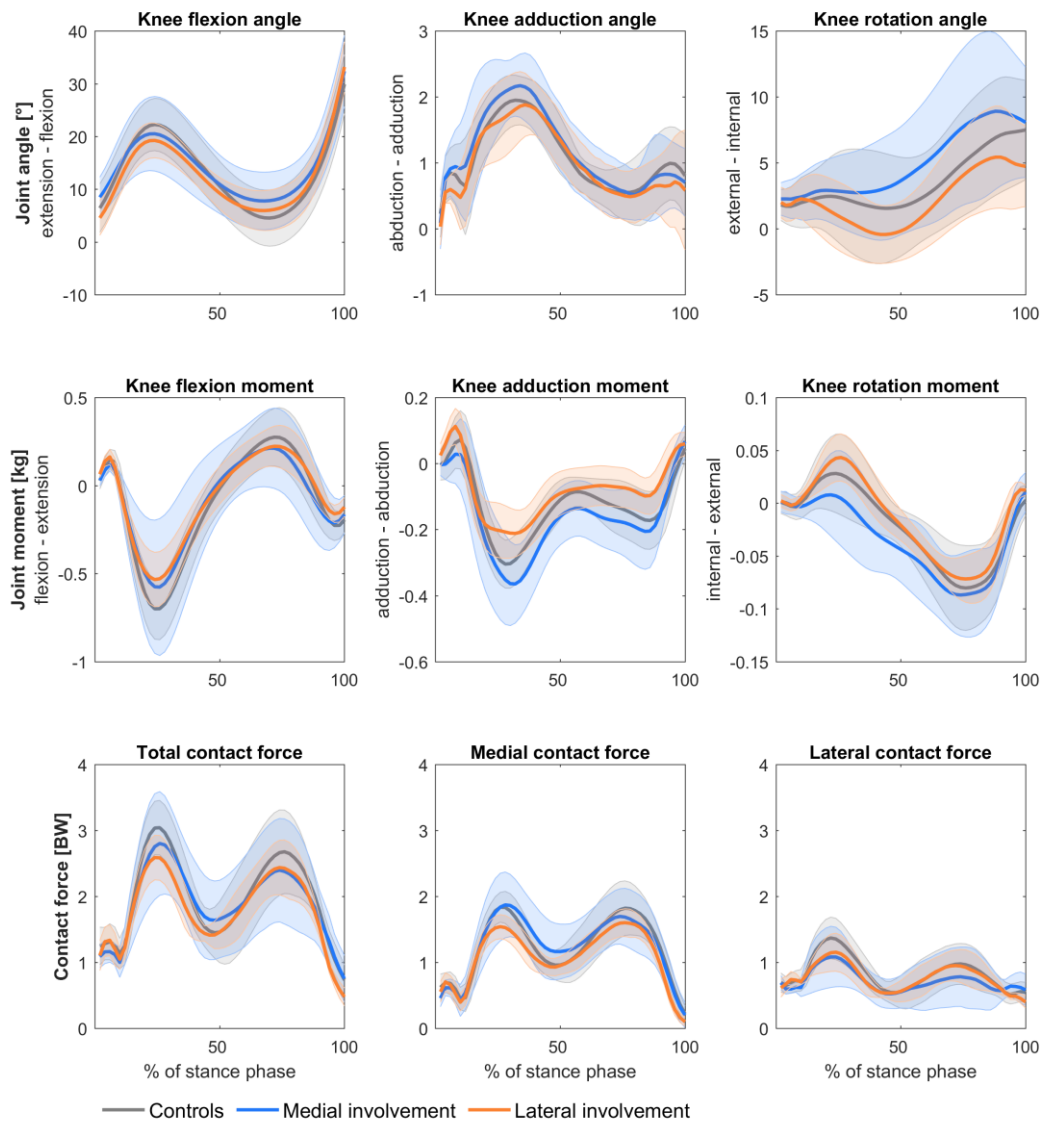 Knee flexion angle
Knee adduction angle
Knee rotation angle
Joint angle [°]
extension - flexion
40
30
20
10
0
-10
50
100
abduction - adduction
3
2
1
0
-1
50
100
external - internal
15
10
5
0
-5
50
100
Knee flexion moment
Knee adduction moment
Knee rotation moment
Joint moment [kg]
flexion - extension
0.5
0
-0.5
-1
50
100
adduction - abduction
0.2
0
-0.2
-0.4
-0.6
50
100
internal - external
0.1
0.05
0
-0.05
-0.1
-0.15
50
100
Total contact force
Medial contact force
Lateral contact force
Contact force [BW]
4
3
2
1
0
50
100
% of stance phase
4
3
2
1
0
50
100
% of stance phase
4
3
2
1
0
50
100
% of stance phase
Controls
Medial involvement
Lateral involvement